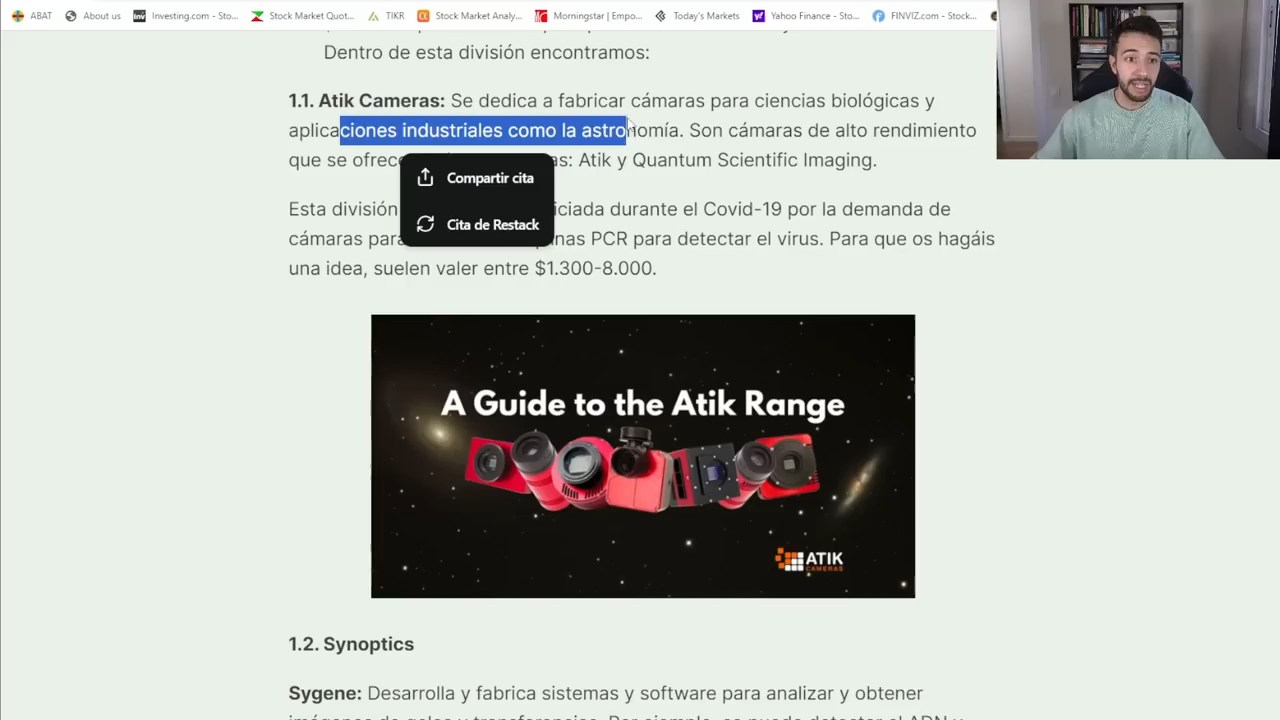 ABAT About us Investing.com - Sto... Stock Market Quot... TIKR Stock Market Analy... Morningstar | Empo... Today's Markets Yahoo Finance - Sto... FINVIZ.com - Stock...
Dentro de esta división encontramos:
1.1. Atik Cameras: Se dedica a fabricar cámaras para ciencias biológicas y
aplicaciones industriales como la astronomía. Son cámaras de alto rendimiento
que se ofrece as: Atik y Quantum Scientific Imaging.
Compartir cita
Cita de Restack
Esta división iciada durante el Covid-19 por la demanda de
cámaras para inas PCR para detectar el virus. Para que os hagáis
una idea, suelen valer entre $1.300-8.000.
A Guide to the Atik Range
ATIK
CAMERAS
1.2. Synoptics
Sygene: Desarrolla y fabrica sistemas y software para analizar y obtener